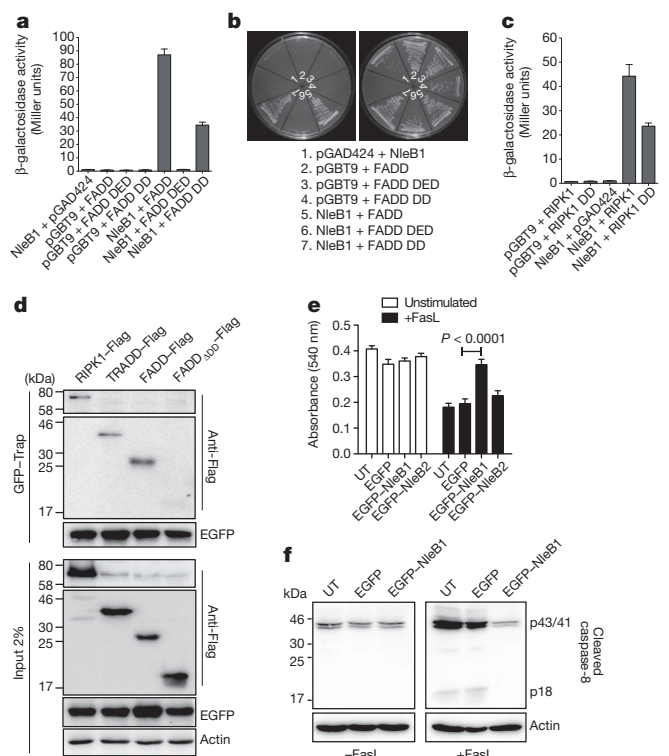 a
β-galactosidase activity
(Miller units)
100
90
80
70
60
50
40
30
20
10
0
NleB1 + pGAD424
pGBT9 + FADD
pGBT9 + FADD DED
pGBT9 + FADD DD
NleB1 + FADD
NleB1 + FADD DED
NleB1 + FADD DD
b
1 2 3 4 5 6 7
1 2 3 4 5 6 7
1. pGAD424 + NleB1
2. pGBT9 + FADD
3. pGBT9 + FADD DED
4. pGBT9 + FADD DD
5. NleB1 + FADD
6. NleB1 + FADD DED
7. NleB1 + FADD DD
c
β-galactosidase activity
(Miller units)
60
50
40
30
20
10
0
pGBT9 + RIPK1
pGBT9 + RIPK1 DD
NleB1 + pGAD424
NleB1 + RIPK1
NleB1 + RIPK1 DD
d
RIPK1–Flag
TRADD–Flag
FADD–Flag
FADDΔDD–Flag
(kDa)
GFP–Trap
80
58
46
30
25
17
Anti-Flag
EGFP
Input 2%
80
58
46
30
25
17
Anti-Flag
EGFP
Actin
e
Unstimulated
+FasL
Absorbance (540 nm)
0.5
0.4
0.3
0.2
0.1
0.0
P < 0.0001
UT
EGFP
EGFP–NleB1
EGFP–NleB2
UT
EGFP
EGFP–NleB1
EGFP–NleB2
f
kDa
UT
EGFP
EGFP–NleB1
UT
EGFP
EGFP–NleB1
46
30
25
17
p43/41
p18
Cleaved
caspase-8
Actin
–FasL
+FasL